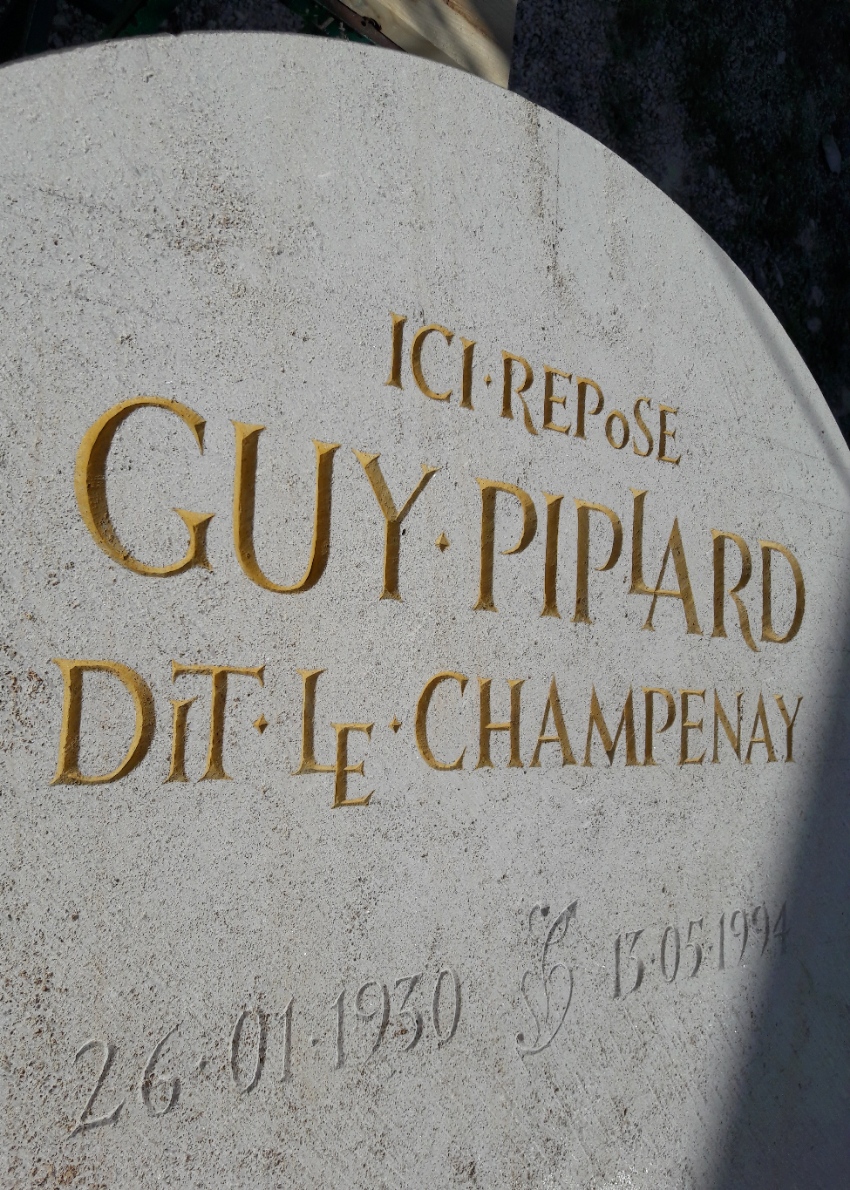 ICI·REPoSE
GUY·PIPLARD
DiT·LE·CHAMPENAY
26·01·1930 13·05·1994